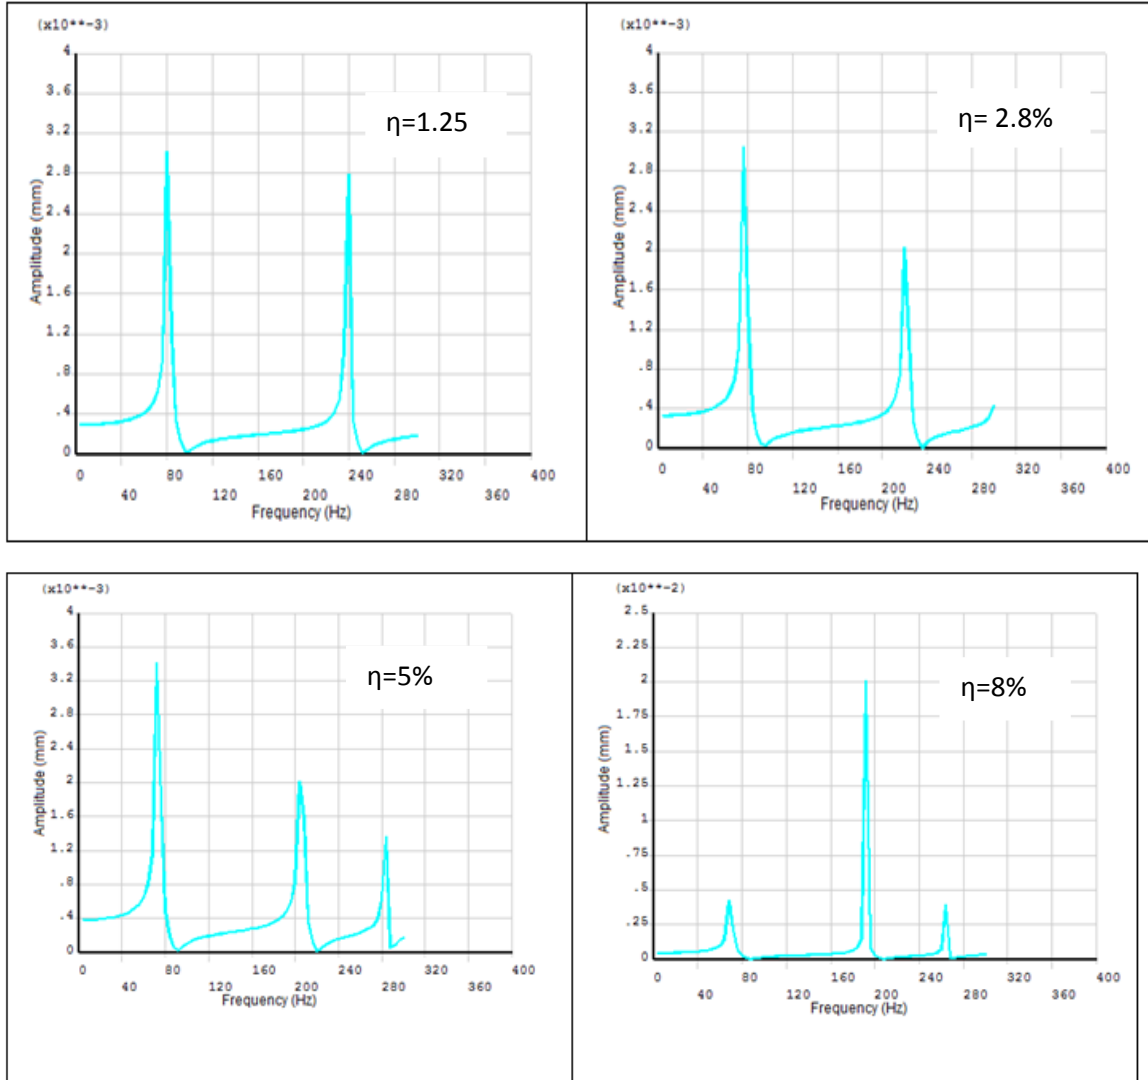 (x10**-3)
4
3.6
3.2
2.8
2.4
2
1.6
1.2
.8
.4
0
Amplitude (mm)
η=1.25
0 80 160 240 320 400
40 120 200 280 360
Frequency (Hz)
(x10**-3)
4
3.6
3.2
2.8
2.4
2
1.6
1.2
.8
.4
0
Amplitude (mm)
η= 2.8%
0 80 160 240 320 400
40 120 200 280 360
Frequency (Hz)
(x10**-3)
4
3.6
3.2
2.8
2.4
2
1.6
1.2
.8
.4
0
Amplitude (mm)
η=5%
0 80 160 240 320 400
40 120 200 280 360
Frequency (Hz)
(x10**-2)
2.5
2.25
2
1.75
1.5
1.25
1
.75
.5
.25
0
Amplitude (mm)
η=8%
0 80 160 240 320 400
40 120 200 280 360
Frequency (Hz)